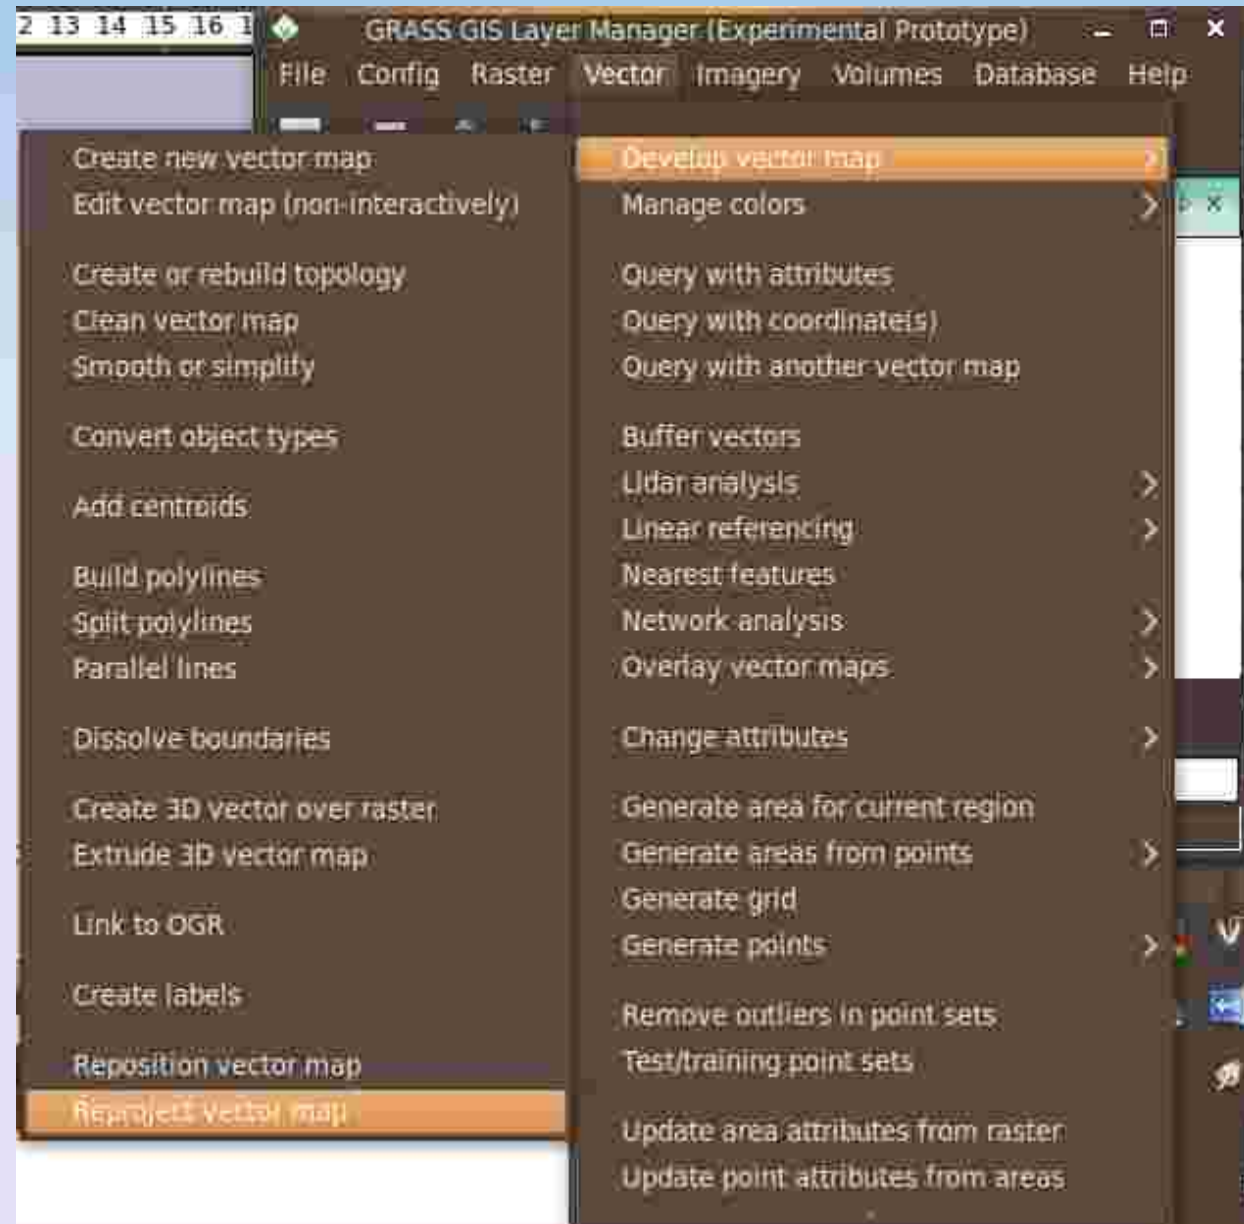 2 13 14 15 16 1
GRASS GIS Layer Manager (Experimental Prototype)
File Config Raster Vector Imagery Volumes Database Help
Create new vector map
Edit vector map (non-interactively)
Create or rebuild topology
Clean vector map
Smooth or simplify
Convert object types
Add centroids
Build polylines
Split polylines
Parallel lines
Dissolve boundaries
Create 3D vector over raster
Extrude 3D vector map
Link to OGR
Create labels
Reposition vector map
Reproject vector map
Develop vector map
Manage colors
Query with attributes
Query with coordinate(s)
Query with another vector map
Buffer vectors
Lidar analysis
Linear referencing
Nearest features
Network analysis
Overlay vector maps
Change attributes
Generate area for current region
Generate areas from points
Generate grid
Generate points
Remove outliers in point sets
Test/training point sets
Update area attributes from raster
Update point attributes from areas